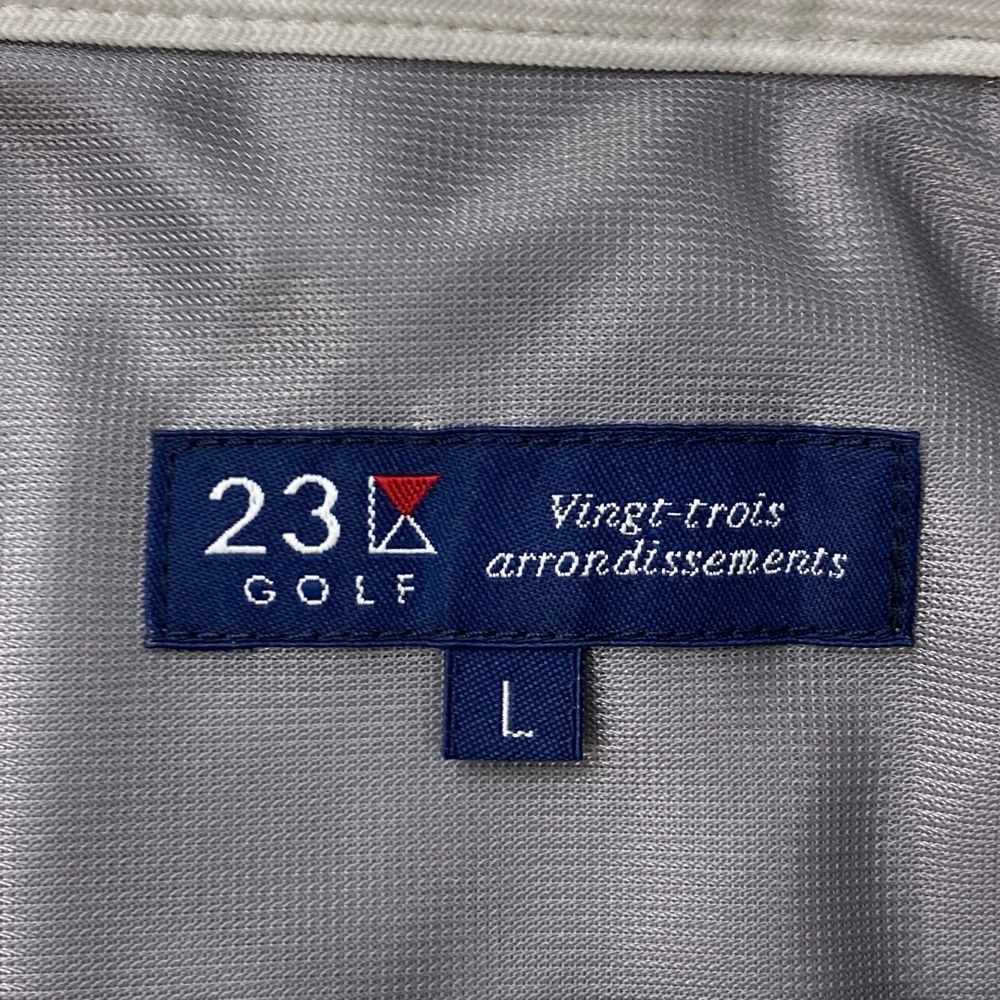 23
GOLF
Vingt-trois
arrondissements
L